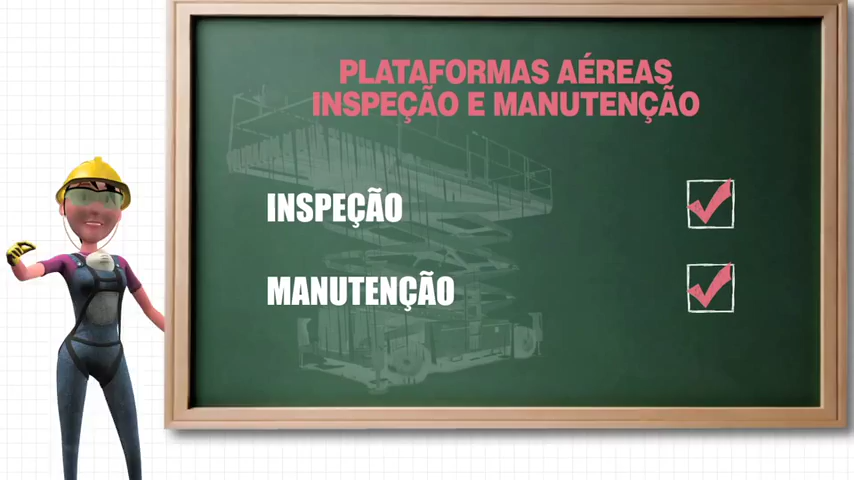 PLATAFORMAS AÉREAS
INSPEÇÃO E MANUTENÇÃO
INSPEÇÃO
MANUTENÇÃO